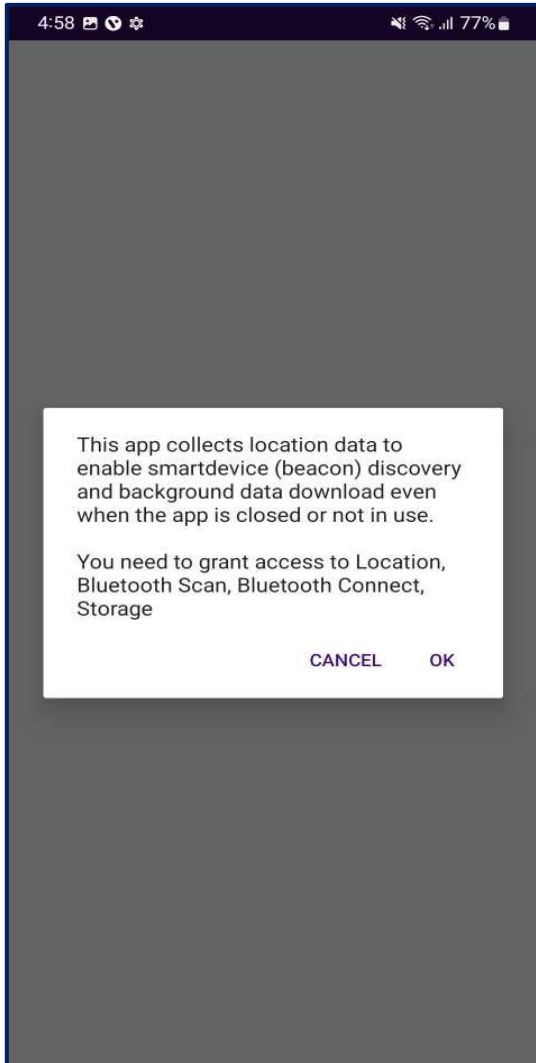 4:58 77%
This app collects location data to
enable smartdevice (beacon) discovery
and background data download even
when the app is closed or not in use.
You need to grant access to Location,
Bluetooth Scan, Bluetooth Connect,
Storage
CANCEL OK